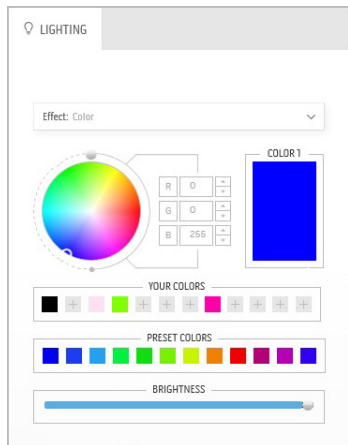 LIGHTING
Effect: Color
COLOR 1
R 0
G 0
B 255
YOUR COLORS
PRESET COLORS
BRIGHTNESS